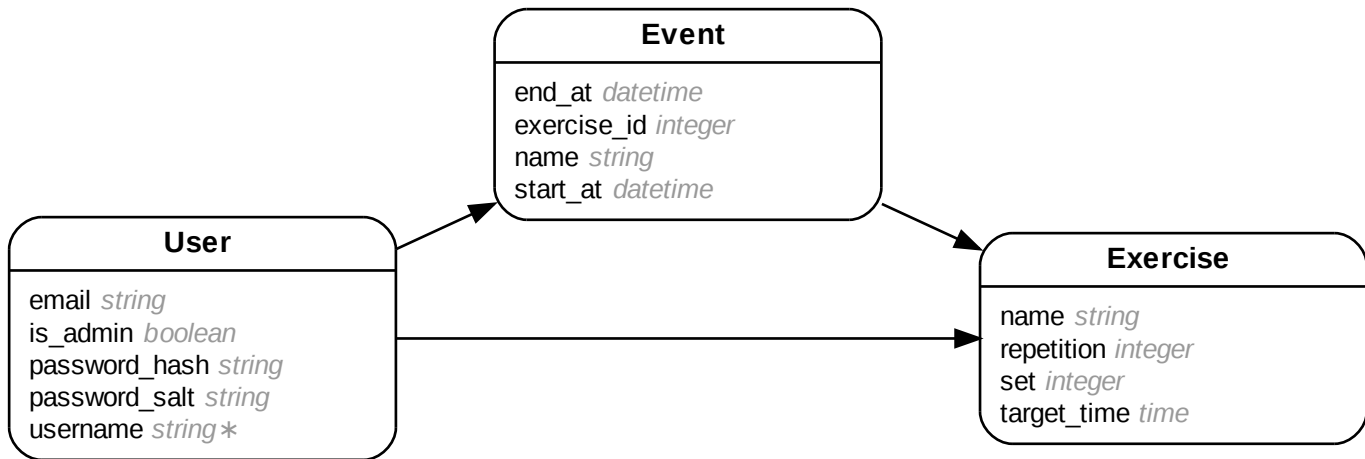 Event
end_at datetime
exercise_id integer
name string
start_at datetime
User
email string
is_admin boolean
password_hash string
password_salt string
username string∗
Exercise
name string
repetition integer
set integer
target_time time